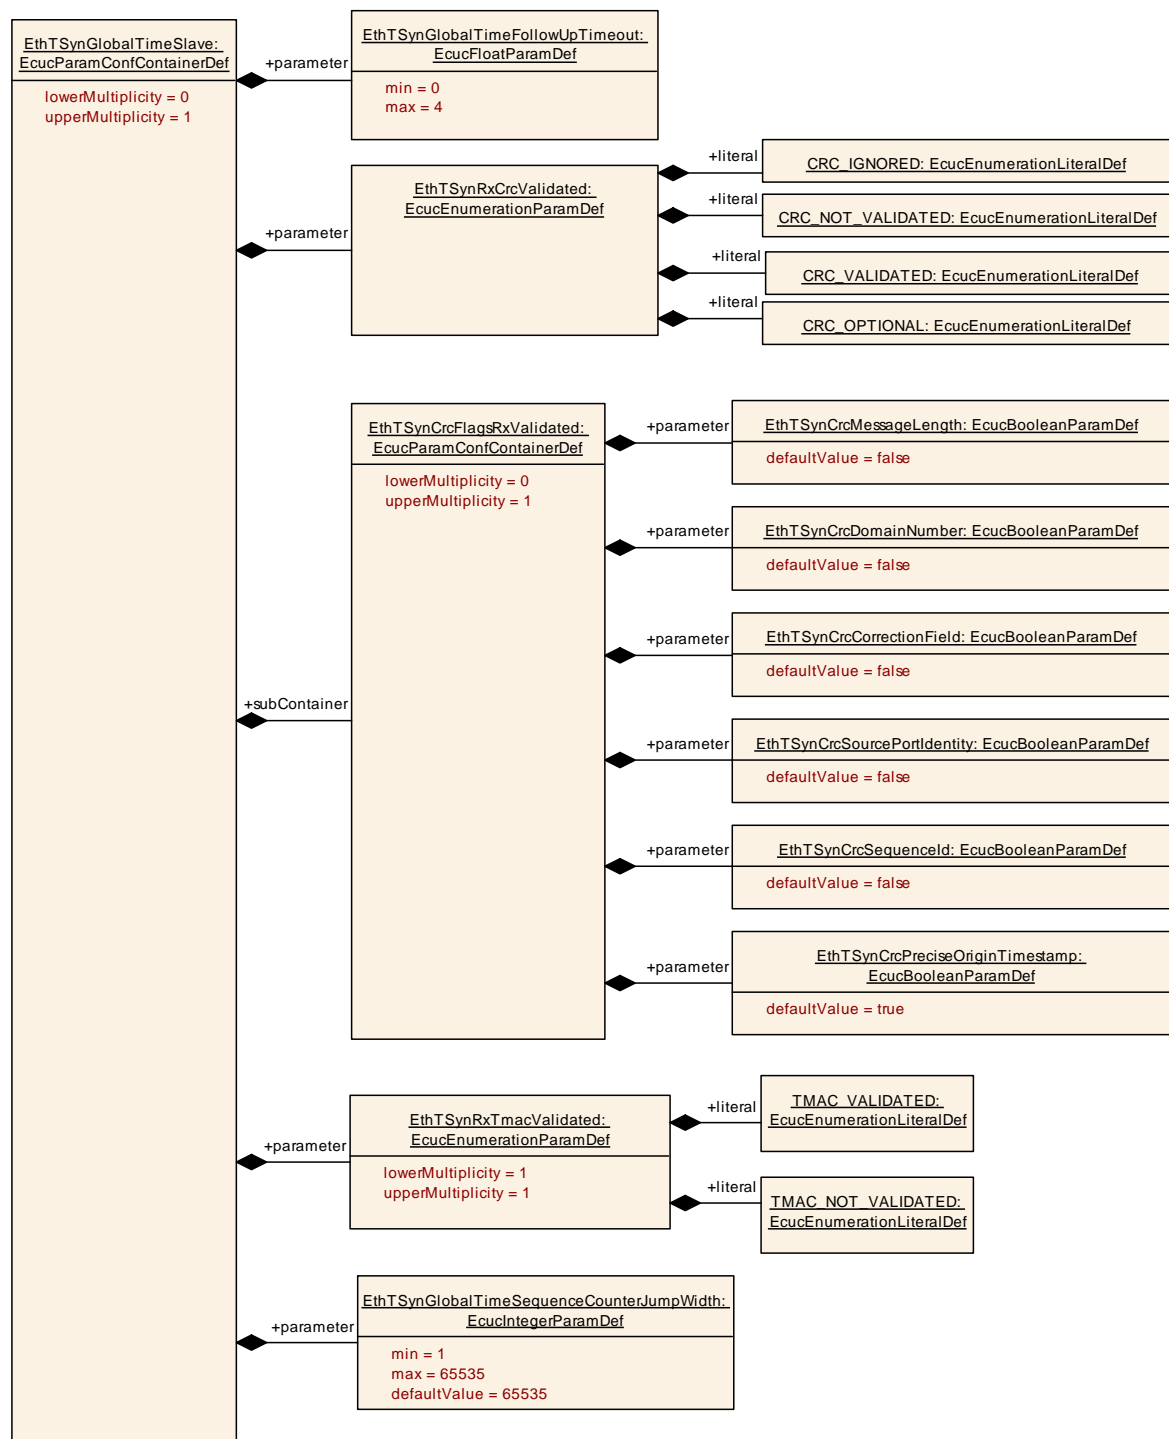 EthTSynGlobalTimeSlave:
EcucParamConfContainerDef
lowerMultiplicity = 0
upperMultiplicity = 1
+parameter
EthTSynGlobalTimeFollowUpTimeout:
EcucFloatParamDef
min = 0
max = 4
+parameter
EthTSynRxCrcValidated:
EcucEnumerationParamDef
+literal
CRC_IGNORED: EcucEnumerationLiteralDef
+literal
CRC_NOT_VALIDATED: EcucEnumerationLiteralDef
+literal
CRC_VALIDATED: EcucEnumerationLiteralDef
+literal
CRC_OPTIONAL: EcucEnumerationLiteralDef
+subContainer
EthTSynCrcFlagsRxValidated:
EcucParamConfContainerDef
lowerMultiplicity = 0
upperMultiplicity = 1
+parameter
EthTSynCrcMessageLength: EcucBooleanParamDef
defaultValue = false
+parameter
EthTSynCrcDomainNumber: EcucBooleanParamDef
defaultValue = false
+parameter
EthTSynCrcCorrectionField: EcucBooleanParamDef
defaultValue = false
+parameter
EthTSynCrcSourcePortIdentity: EcucBooleanParamDef
defaultValue = false
+parameter
EthTSynCrcSequenceId: EcucBooleanParamDef
defaultValue = false
+parameter
EthTSynCrcPreciseOriginTimestamp:
EcucBooleanParamDef
defaultValue = true
+parameter
EthTSynRxTmacValidated:
EcucEnumerationParamDef
lowerMultiplicity = 1
upperMultiplicity = 1
+literal
TMAC_VALIDATED:
EcucEnumerationLiteralDef
+literal
TMAC_NOT_VALIDATED:
EcucEnumerationLiteralDef
+parameter
EthTSynGlobalTimeSequenceCounterJumpWidth:
EcucIntegerParamDef
min = 1
max = 65535
defaultValue = 65535